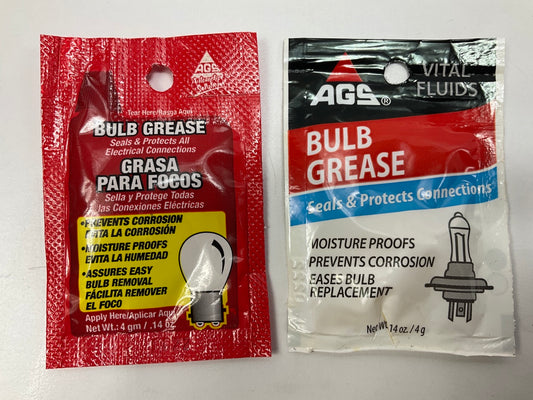 AGS
Automotive
Solutions
Tear Here/Rasga Aquí
BULB GREASE
Seals & Protects All
Electrical Connections
GRASA
PARA FOCOS
Sella y Protege Todas
las Conexiones Eléctricas
•PREVENTS CORROSION
EVITA LA CORROSIÓN
•MOISTURE PROOFS
EVITA LA HUMEDAD
•ASSURES EASY
BULB REMOVAL
FÁCILITA REMOVER
EL FOCO
Apply Here/Aplicar Aquí
Net Wt.: 4 gm / .14 oz.
AGS®
VITAL
FLUIDS
BULB
GREASE
Seals & Protects Connections
MOISTURE PROOFS
PREVENTS CORROSION
EASES BULB
REPLACEMENT
Net Wt. .14 oz. / 4 g